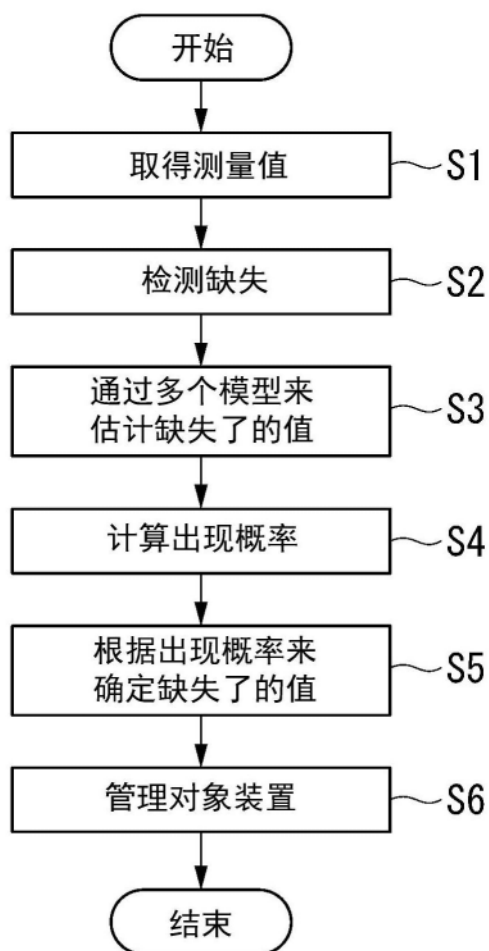 开始
取得测量值
S1
检测缺失
S2
通过多个模型来
估计缺失了的值
S3
计算出现概率
S4
根据出现概率来
确定缺失了的值
S5
管理对象装置
S6
结束